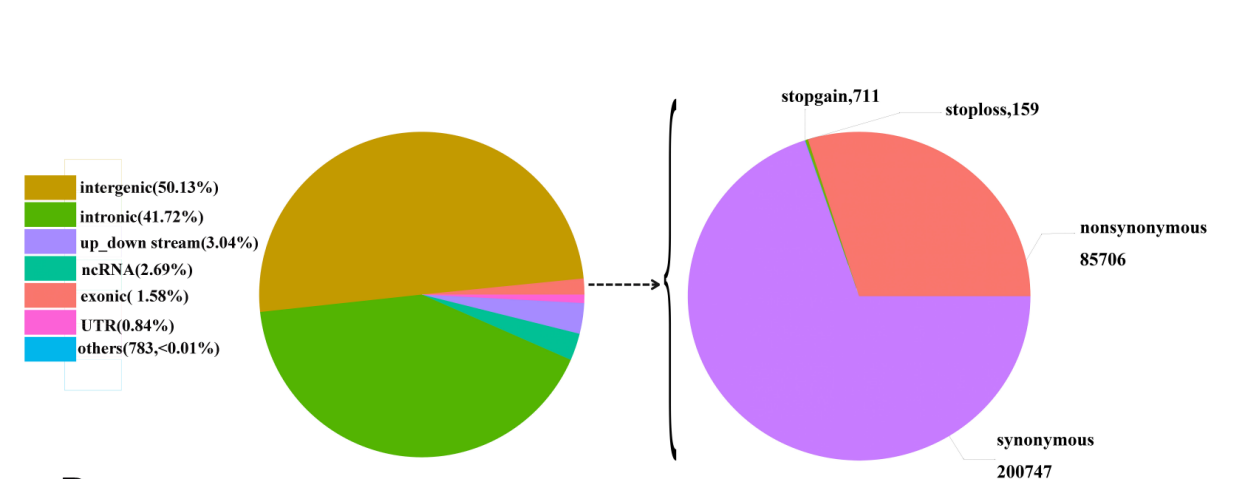 intergenic(50.13%)
intronic(41.72%)
up_down stream(3.04%)
ncRNA(2.69%)
exonic( 1.58%)
UTR(0.84%)
others(783,<0.01%)
stopgain,711
stoploss,159
nonsynonymous
85706
synonymous
200747